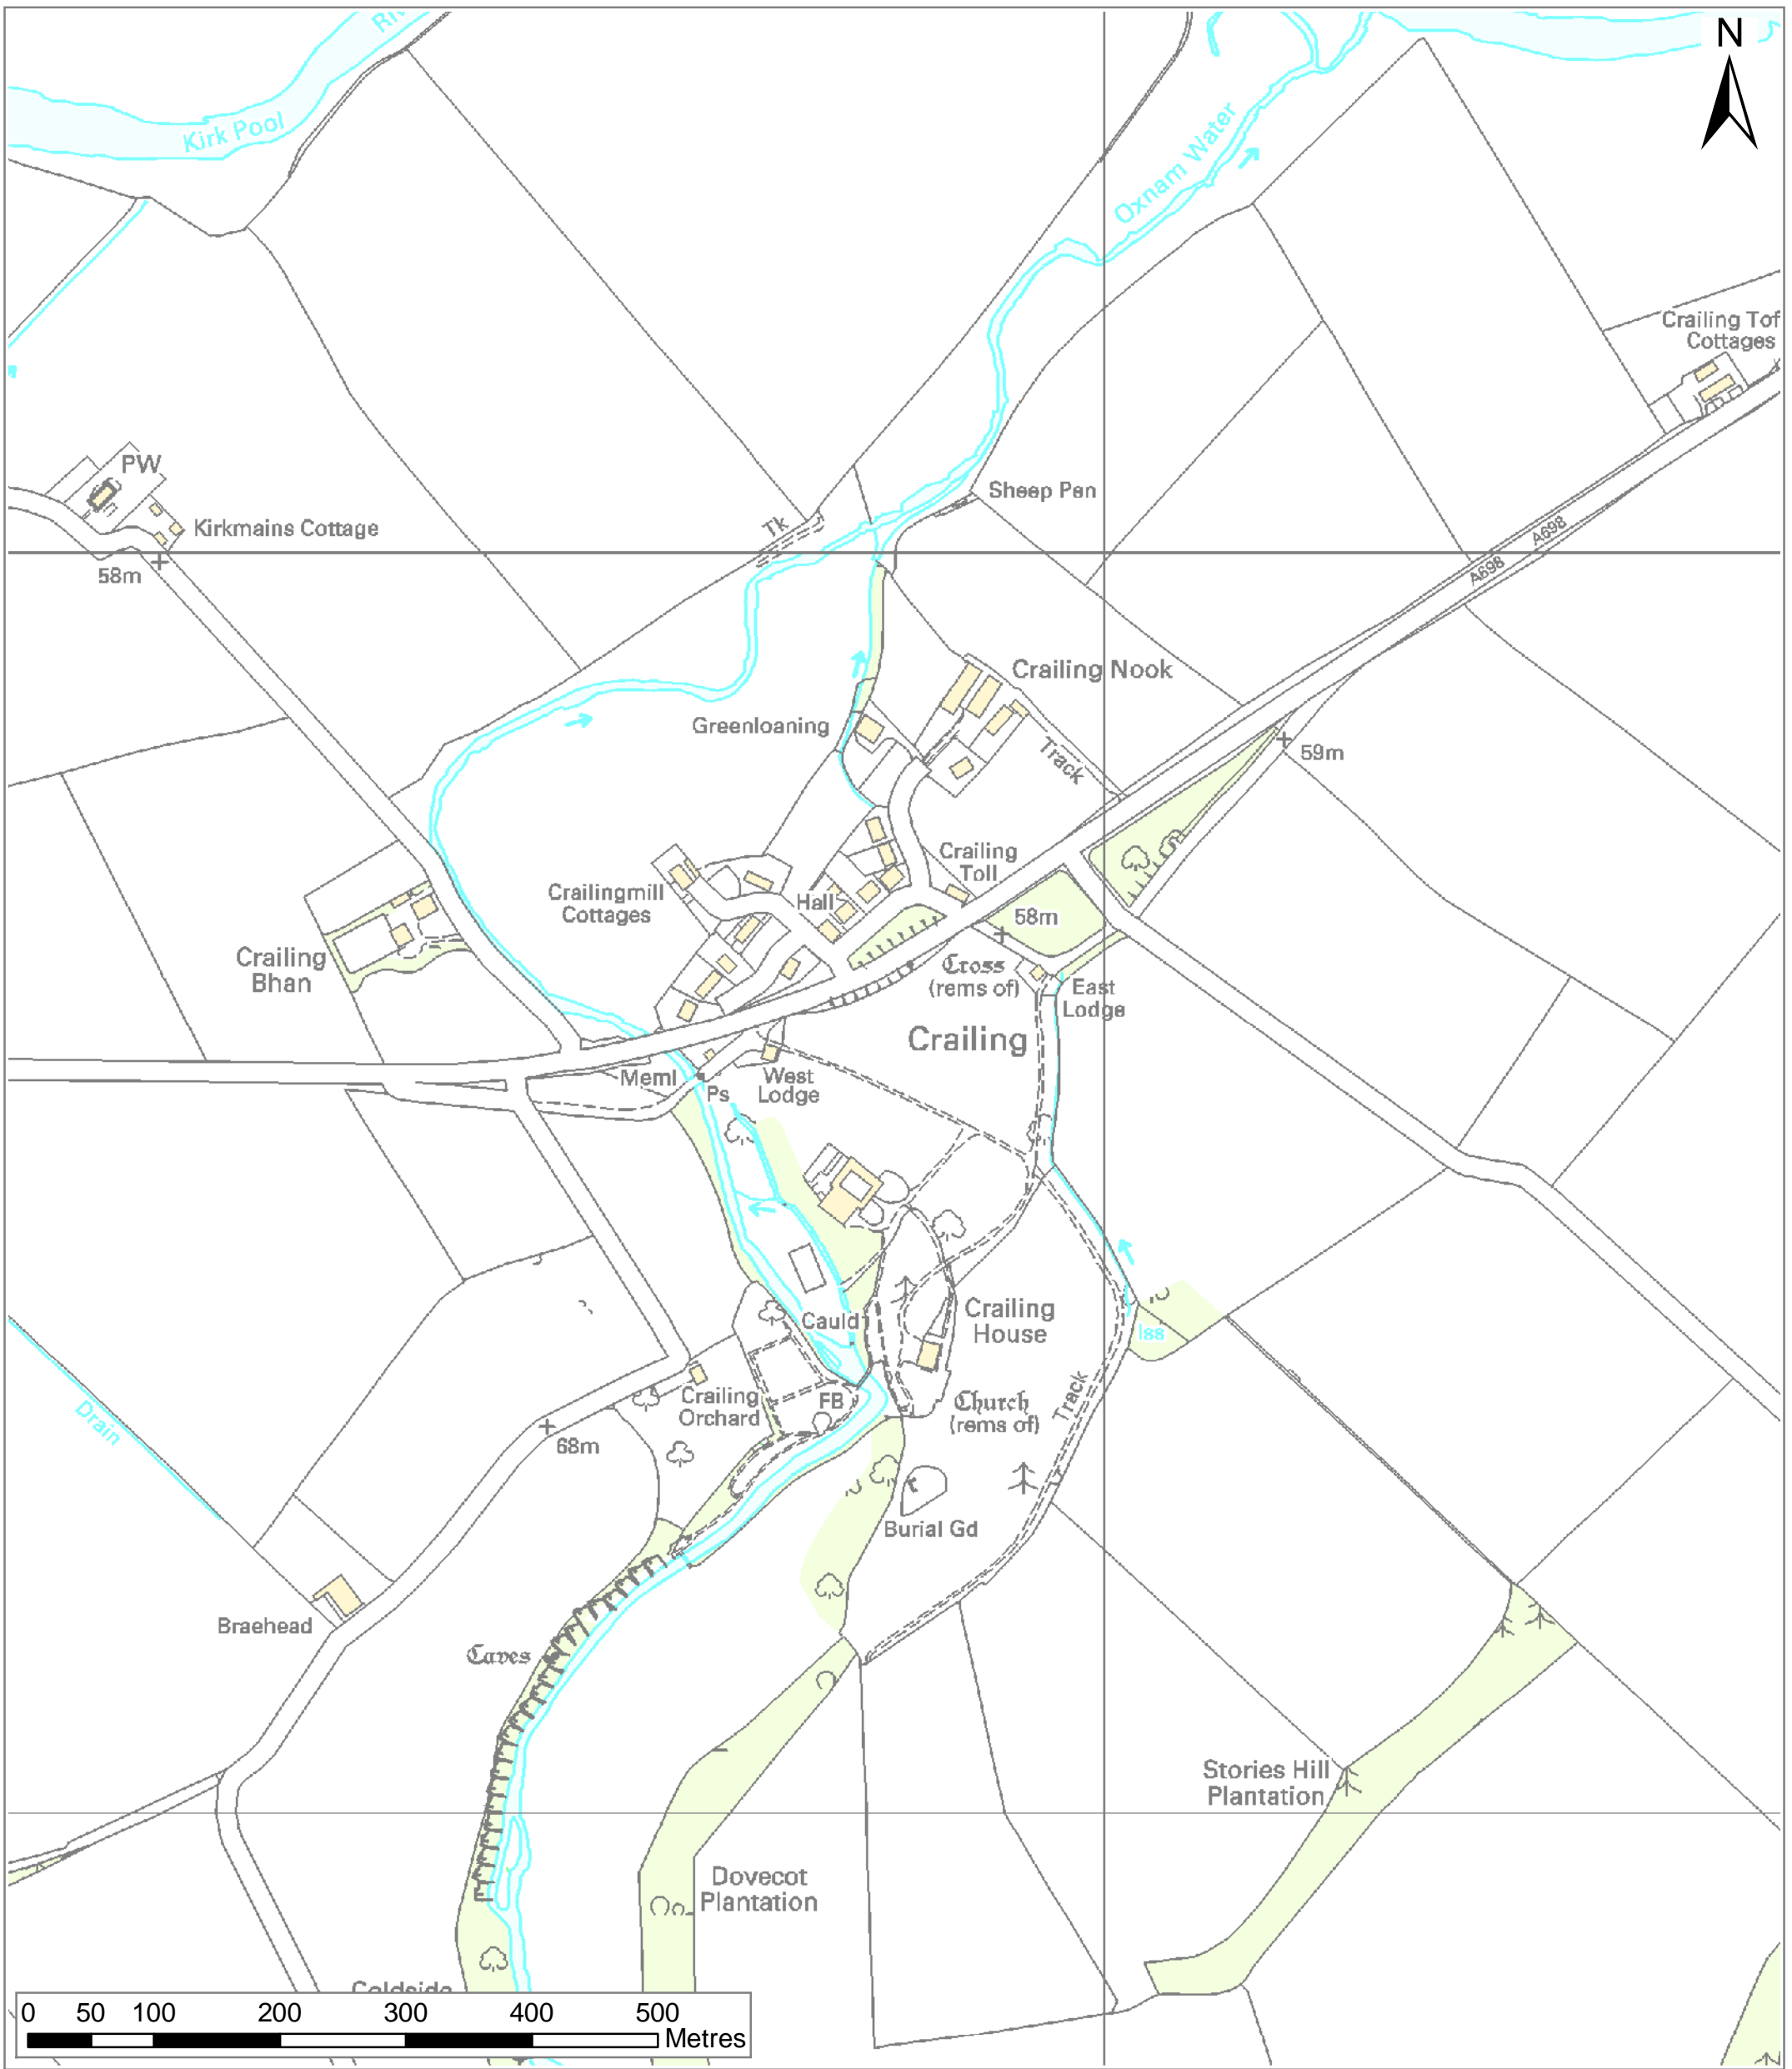 N
Kirk Pool
Oxnam Water
Crailing Tof
Cottages
PW
Kirkmains Cottage
58m
Sheep Pen
Tk
A698
A698
Crailing Nook
Greenloaning
Track
59m
Crailing
Toll
Crailingmill
Cottages
Hall
58m
Crailing
Bhan
Cross
(rems of)
East
Lodge
Crailing
Meml
Ps
West
Lodge
Cauld
Crailing
House
Iss
Crailing
Orchard
FB
Church
(rems of)
Track
Drain
68m
Burial Gd
Braehead
Caves
Stories Hill
Plantation
Dovecot
Plantation
0 50 100 200 300 400 500
Metres